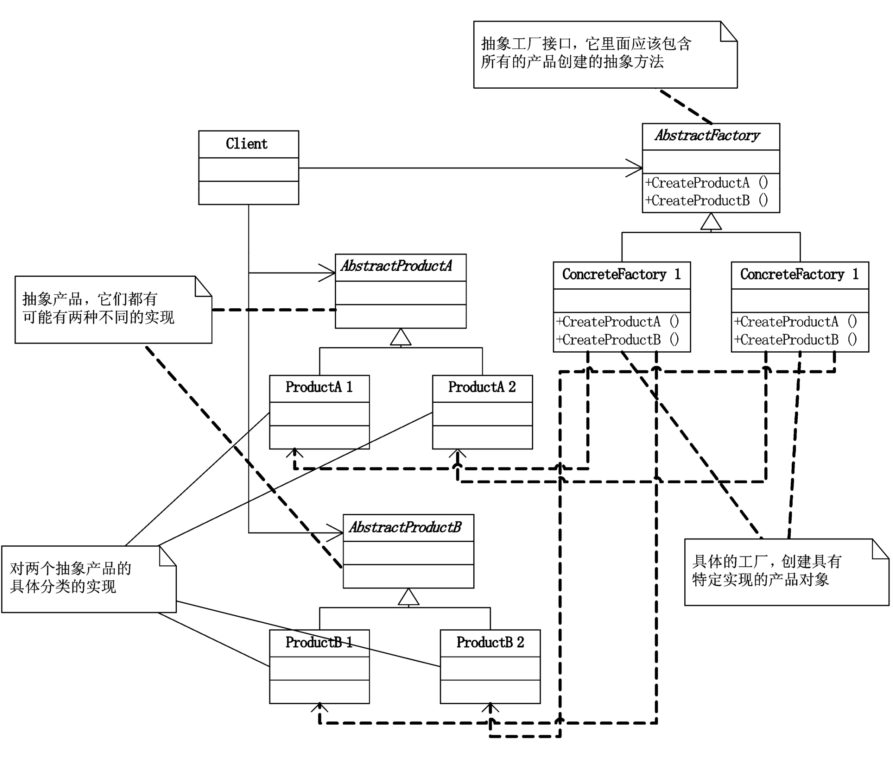 抽象工厂接口，它里面应该包含
所有的产品创建的抽象方法
AbstractFactory
+CreateProductA ()
+CreateProductB ()
Client
AbstractProductA
ConcreteFactory 1
+CreateProductA ()
+CreateProductB ()
ConcreteFactory 1
+CreateProductA ()
+CreateProductB ()
抽象产品，它们都有
可能有两种不同的实现
ProductA 1
ProductA 2
AbstractProductB
对两个抽象产品的
具体分类的实现
具体的工厂，创建具有
特定实现的产品对象
ProductB 1
ProductB 2